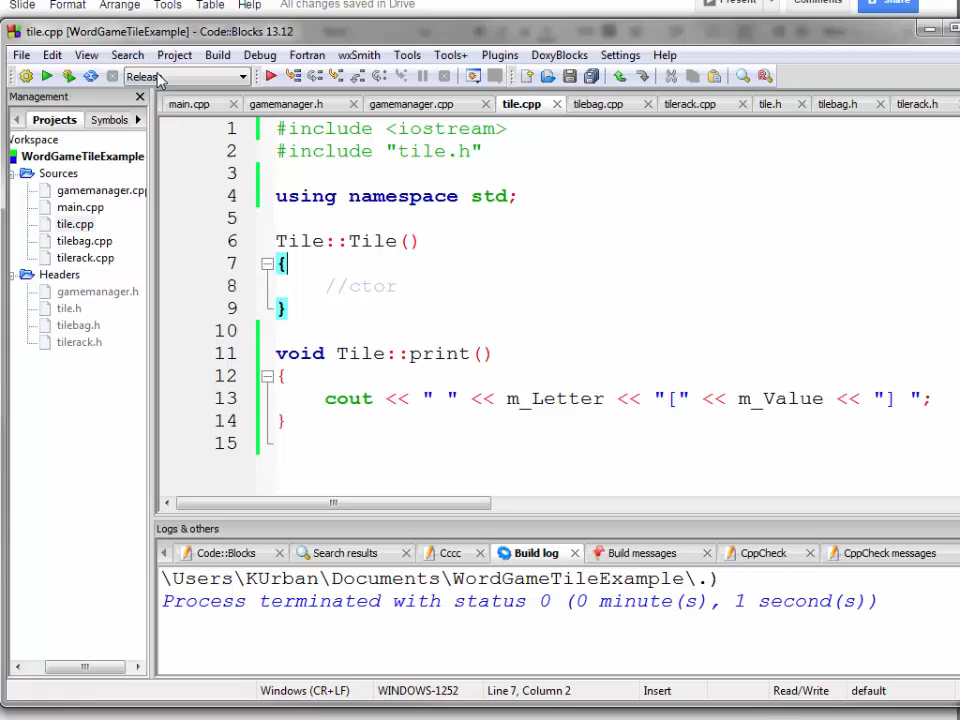 Slide Format Arrange Tools Table Help All changes saved in Drive Present Comments Share
tile.cpp [WordGameTileExample] - Code::Blocks 13.12
File Edit View Search Project Build Debug Fortran wxSmith Tools Tools+ Plugins DoxyBlocks Settings Help
Releas
Management
main.cpp gamemanager.h gamemanager.cpp tile.cpp tilebag.cpp tilerack.cpp tile.h tilebag.h tilerack.h
Projects Symbols
Workspace
WordGameTileExample
Sources
gamemanager.cpp
main.cpp
tile.cpp
tilebag.cpp
tilerack.cpp
Headers
gamemanager.h
tile.h
tilebag.h
tilerack.h
1 #include <iostream>
2 #include "tile.h"
3
4 using namespace std;
5
6 Tile::Tile()
7 {
8 //ctor
9 }
10
11 void Tile::print()
12 {
13 cout << " " << m_Letter << "[" << m_Value << "] ";
14 }
15
Logs & others
Code::Blocks Search results Cccc Build log Build messages CppCheck CppCheck messages
\Users\KUrban\Documents\WordGameTileExample\.)
Process terminated with status 0 (0 minute(s), 1 second(s))
Windows (CR+LF) WINDOWS-1252 Line 7, Column 2 Insert Read/Write default